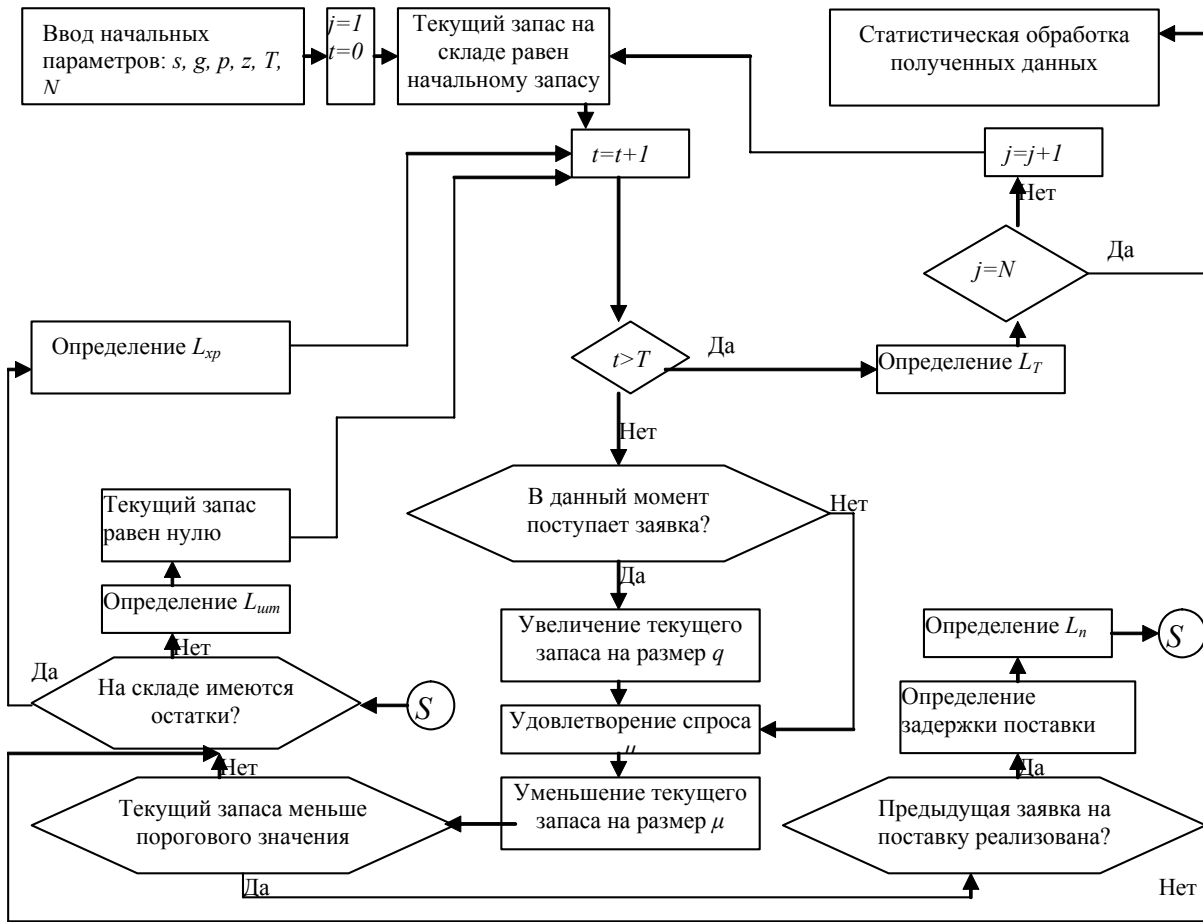 Ввод начальных
параметров: s, g, p, z, T,
N
j=1
t=0
Текущий запас на
складе равен
начальному запасу
Статистическая обработка
полученных данных
t=t+1
j=j+1
Нет
j=N
Да
Определение Lхр
t>T
Да
Определение LT
Нет
Текущий запас
равен нулю
В данный момент
поступает заявка?
Нет
Да
Определение Lшт
Нет
Увеличение текущего
запаса на размер q
Определение Ln
S
Да
На складе имеются
остатки?
S
Удовлетворение спроса
Определение
задержки поставки
Нет
Да
Текущий запаса меньше
порогового значения
Уменьшение текущего
запаса на размер μ
Предыдущая заявка на
поставку реализована?
Да
Нет